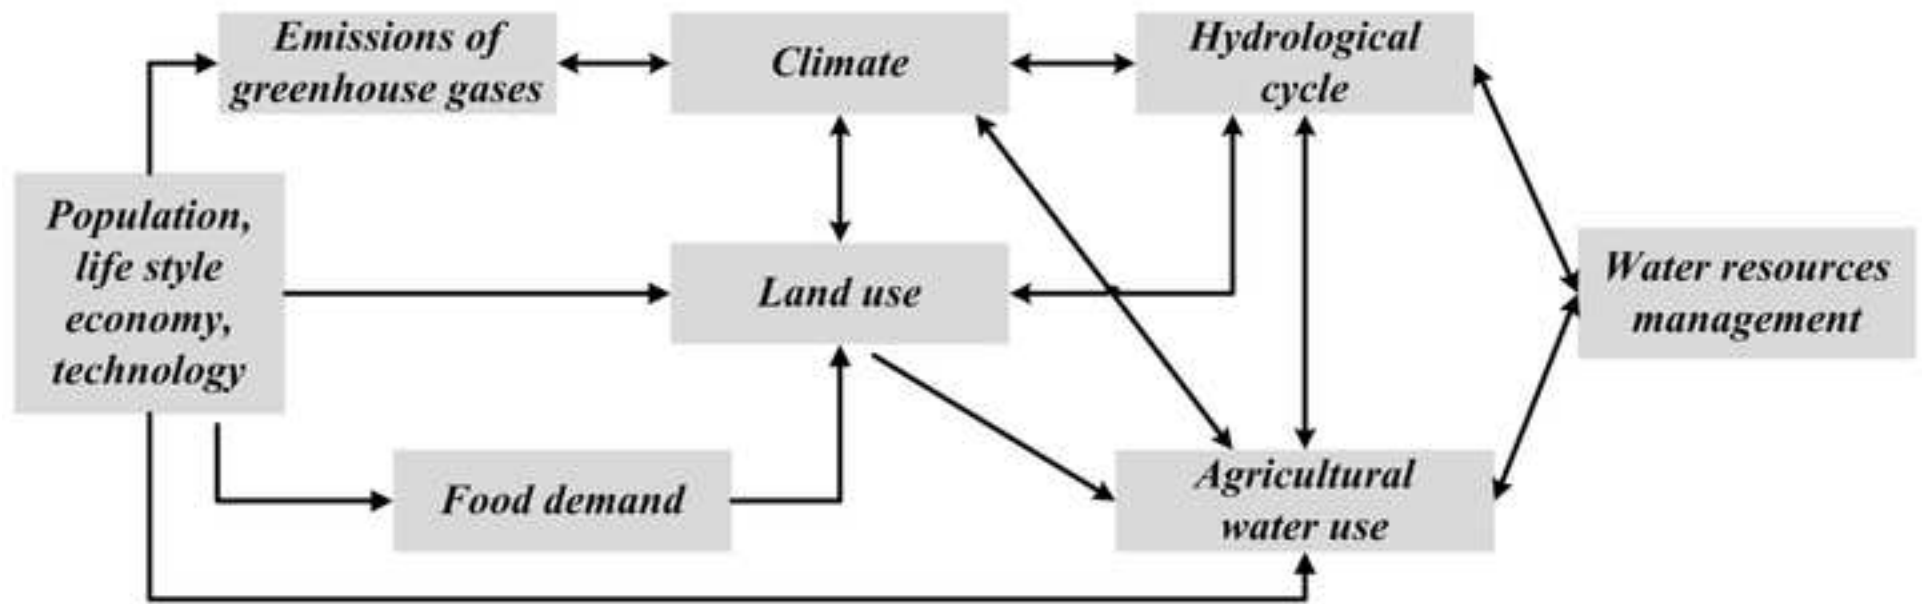 Emissions of
greenhouse gases
Climate
Hydrological
cycle
Population,
life style
economy,
technology
Land use
Water resources
management
Food demand
Agricultural
water use